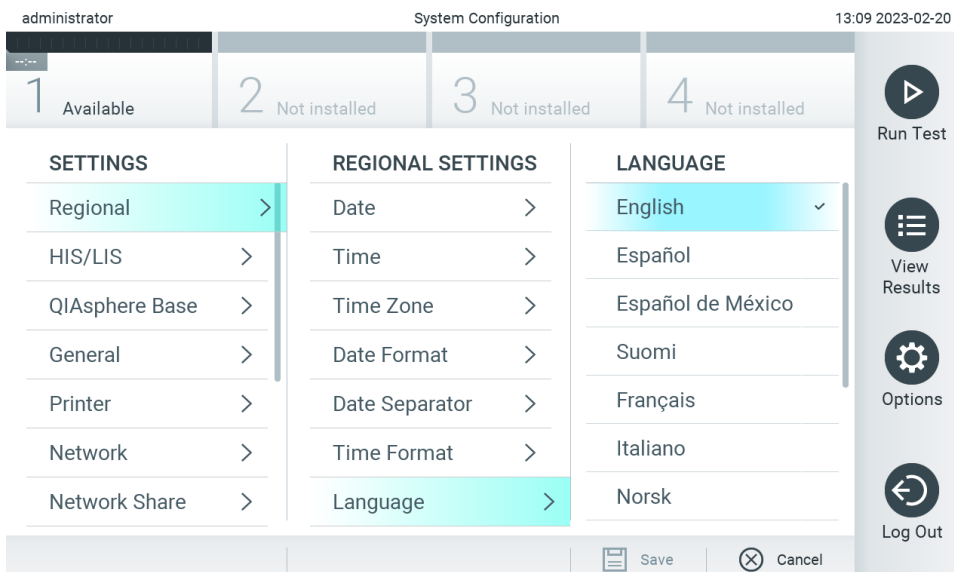 administrator
System Configuration
13:09 2023-02-20
--:--
1 Available
2 Not installed
3 Not installed
4 Not installed
Run Test
View
Results
Options
Log Out
SETTINGS
Regional
HIS/LIS
QIAsphere Base
General
Printer
Network
Network Share
REGIONAL SETTINGS
Date
Time
Time Zone
Date Format
Date Separator
Time Format
Language
LANGUAGE
English
Español
Español de México
Suomi
Français
Italiano
Norsk
Save
Cancel